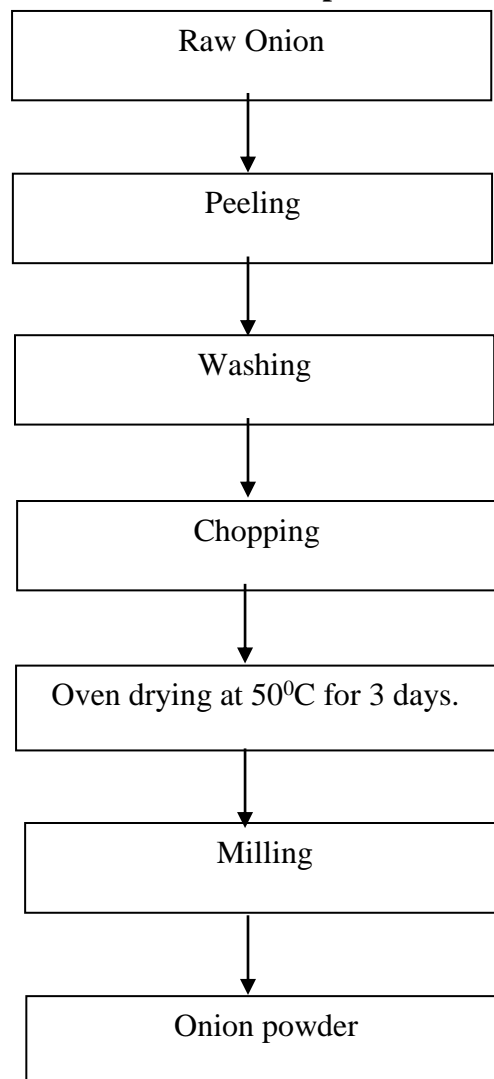 Raw Onion
Peeling
Washing
Chopping
Oven drying at 50⁰C for 3 days.
Milling
Onion powder